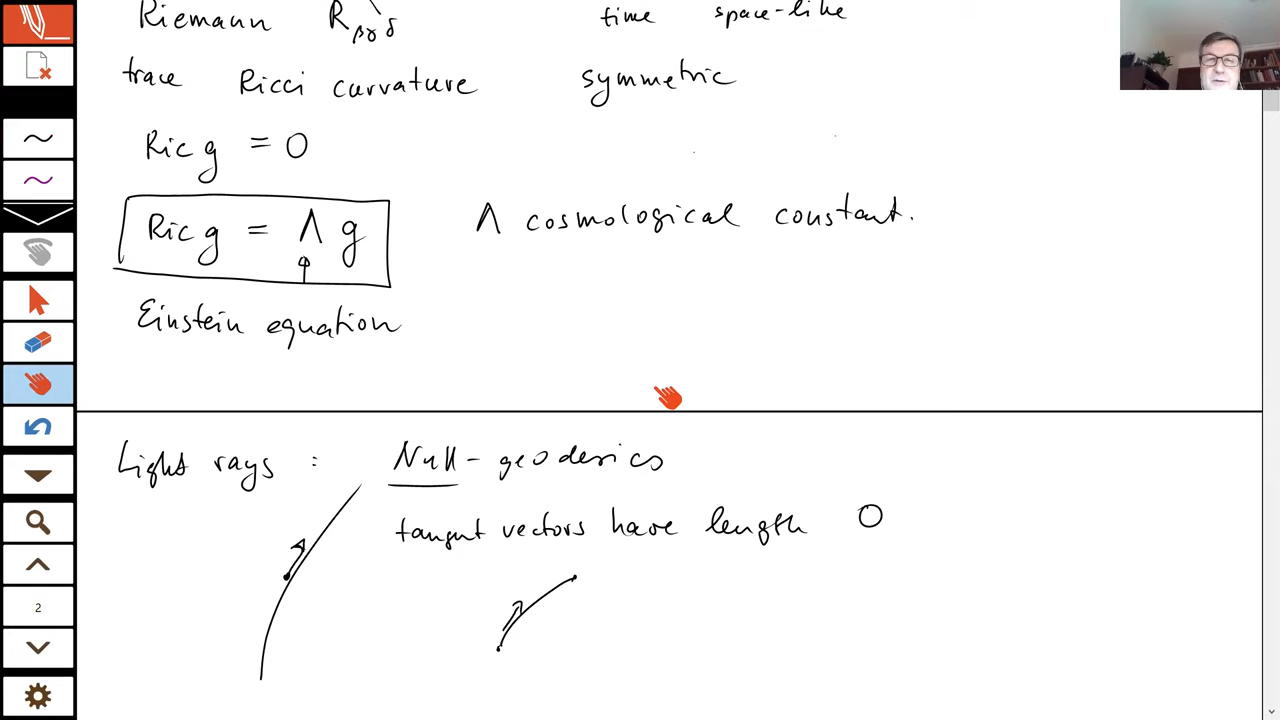 Riemann R βγδ time space-like
trace Ricci curvature symmetric
Ric g = 0
Ric g = Λ g Λ cosmological constant.
Einstein equation
Light rays : Null-geodesics
tangent vectors have length 0
2